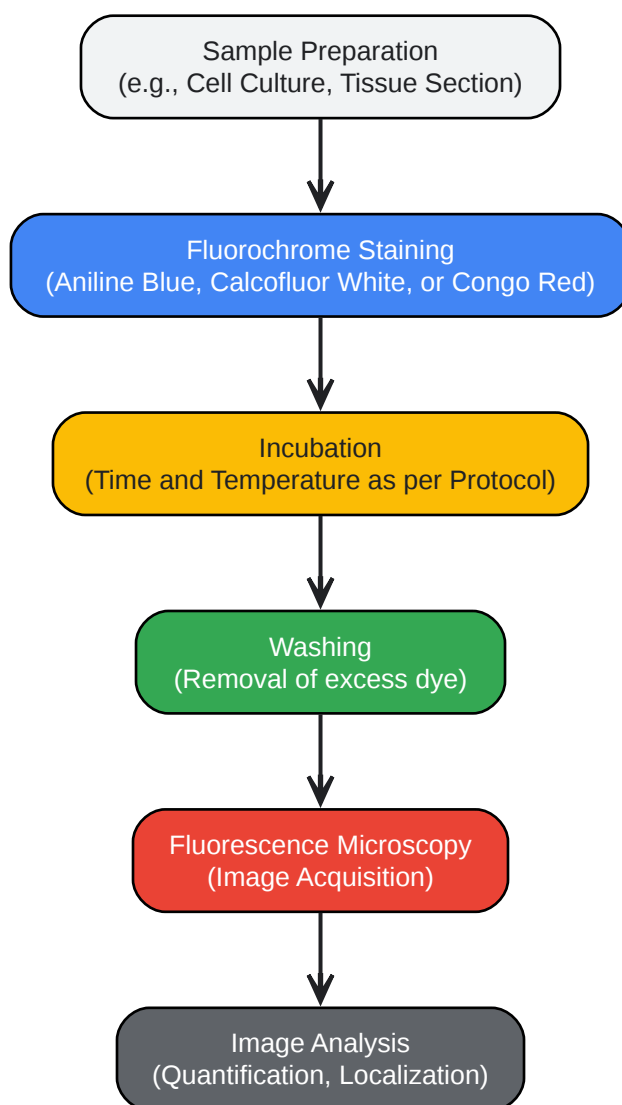 Sample Preparation
(e.g., Cell Culture, Tissue Section)
Fluorochrome Staining
(Aniline Blue, Calcofluor White, or Congo Red)
Incubation
(Time and Temperature as per Protocol)
Washing
(Removal of excess dye)
Fluorescence Microscopy
(Image Acquisition)
Image Analysis
(Quantification, Localization)